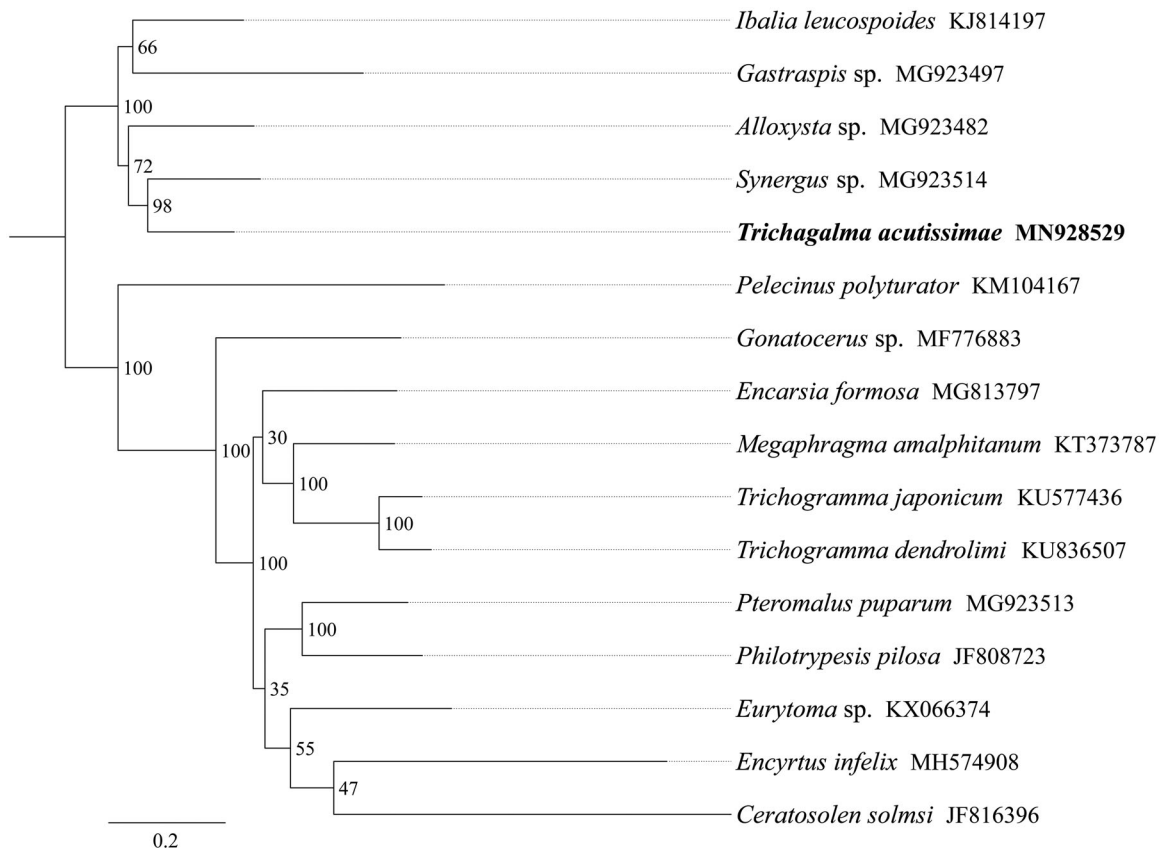 Ibalia leucospoides KJ814197
66
Gastraspis sp. MG923497
100
Alloxysta sp. MG923482
72
Synergus sp. MG923514
98
Trichagalma acutissimae MN928529
Pelecinus polyturator KM104167
Gonatocerus sp. MF776883
100
Encarsia formosa MG813797
30
100
Megaphragma amalphitanum KT373787
100
Trichogramma japonicum KU577436
100
Trichogramma dendrolimi KU836507
100
Pteromalus puparum MG923513
100
Philotrypesis pilosa JF808723
35
Eurytoma sp. KX066374
55
Encyrtus infelix MH574908
47
Ceratosolen solmsi JF816396
0.2